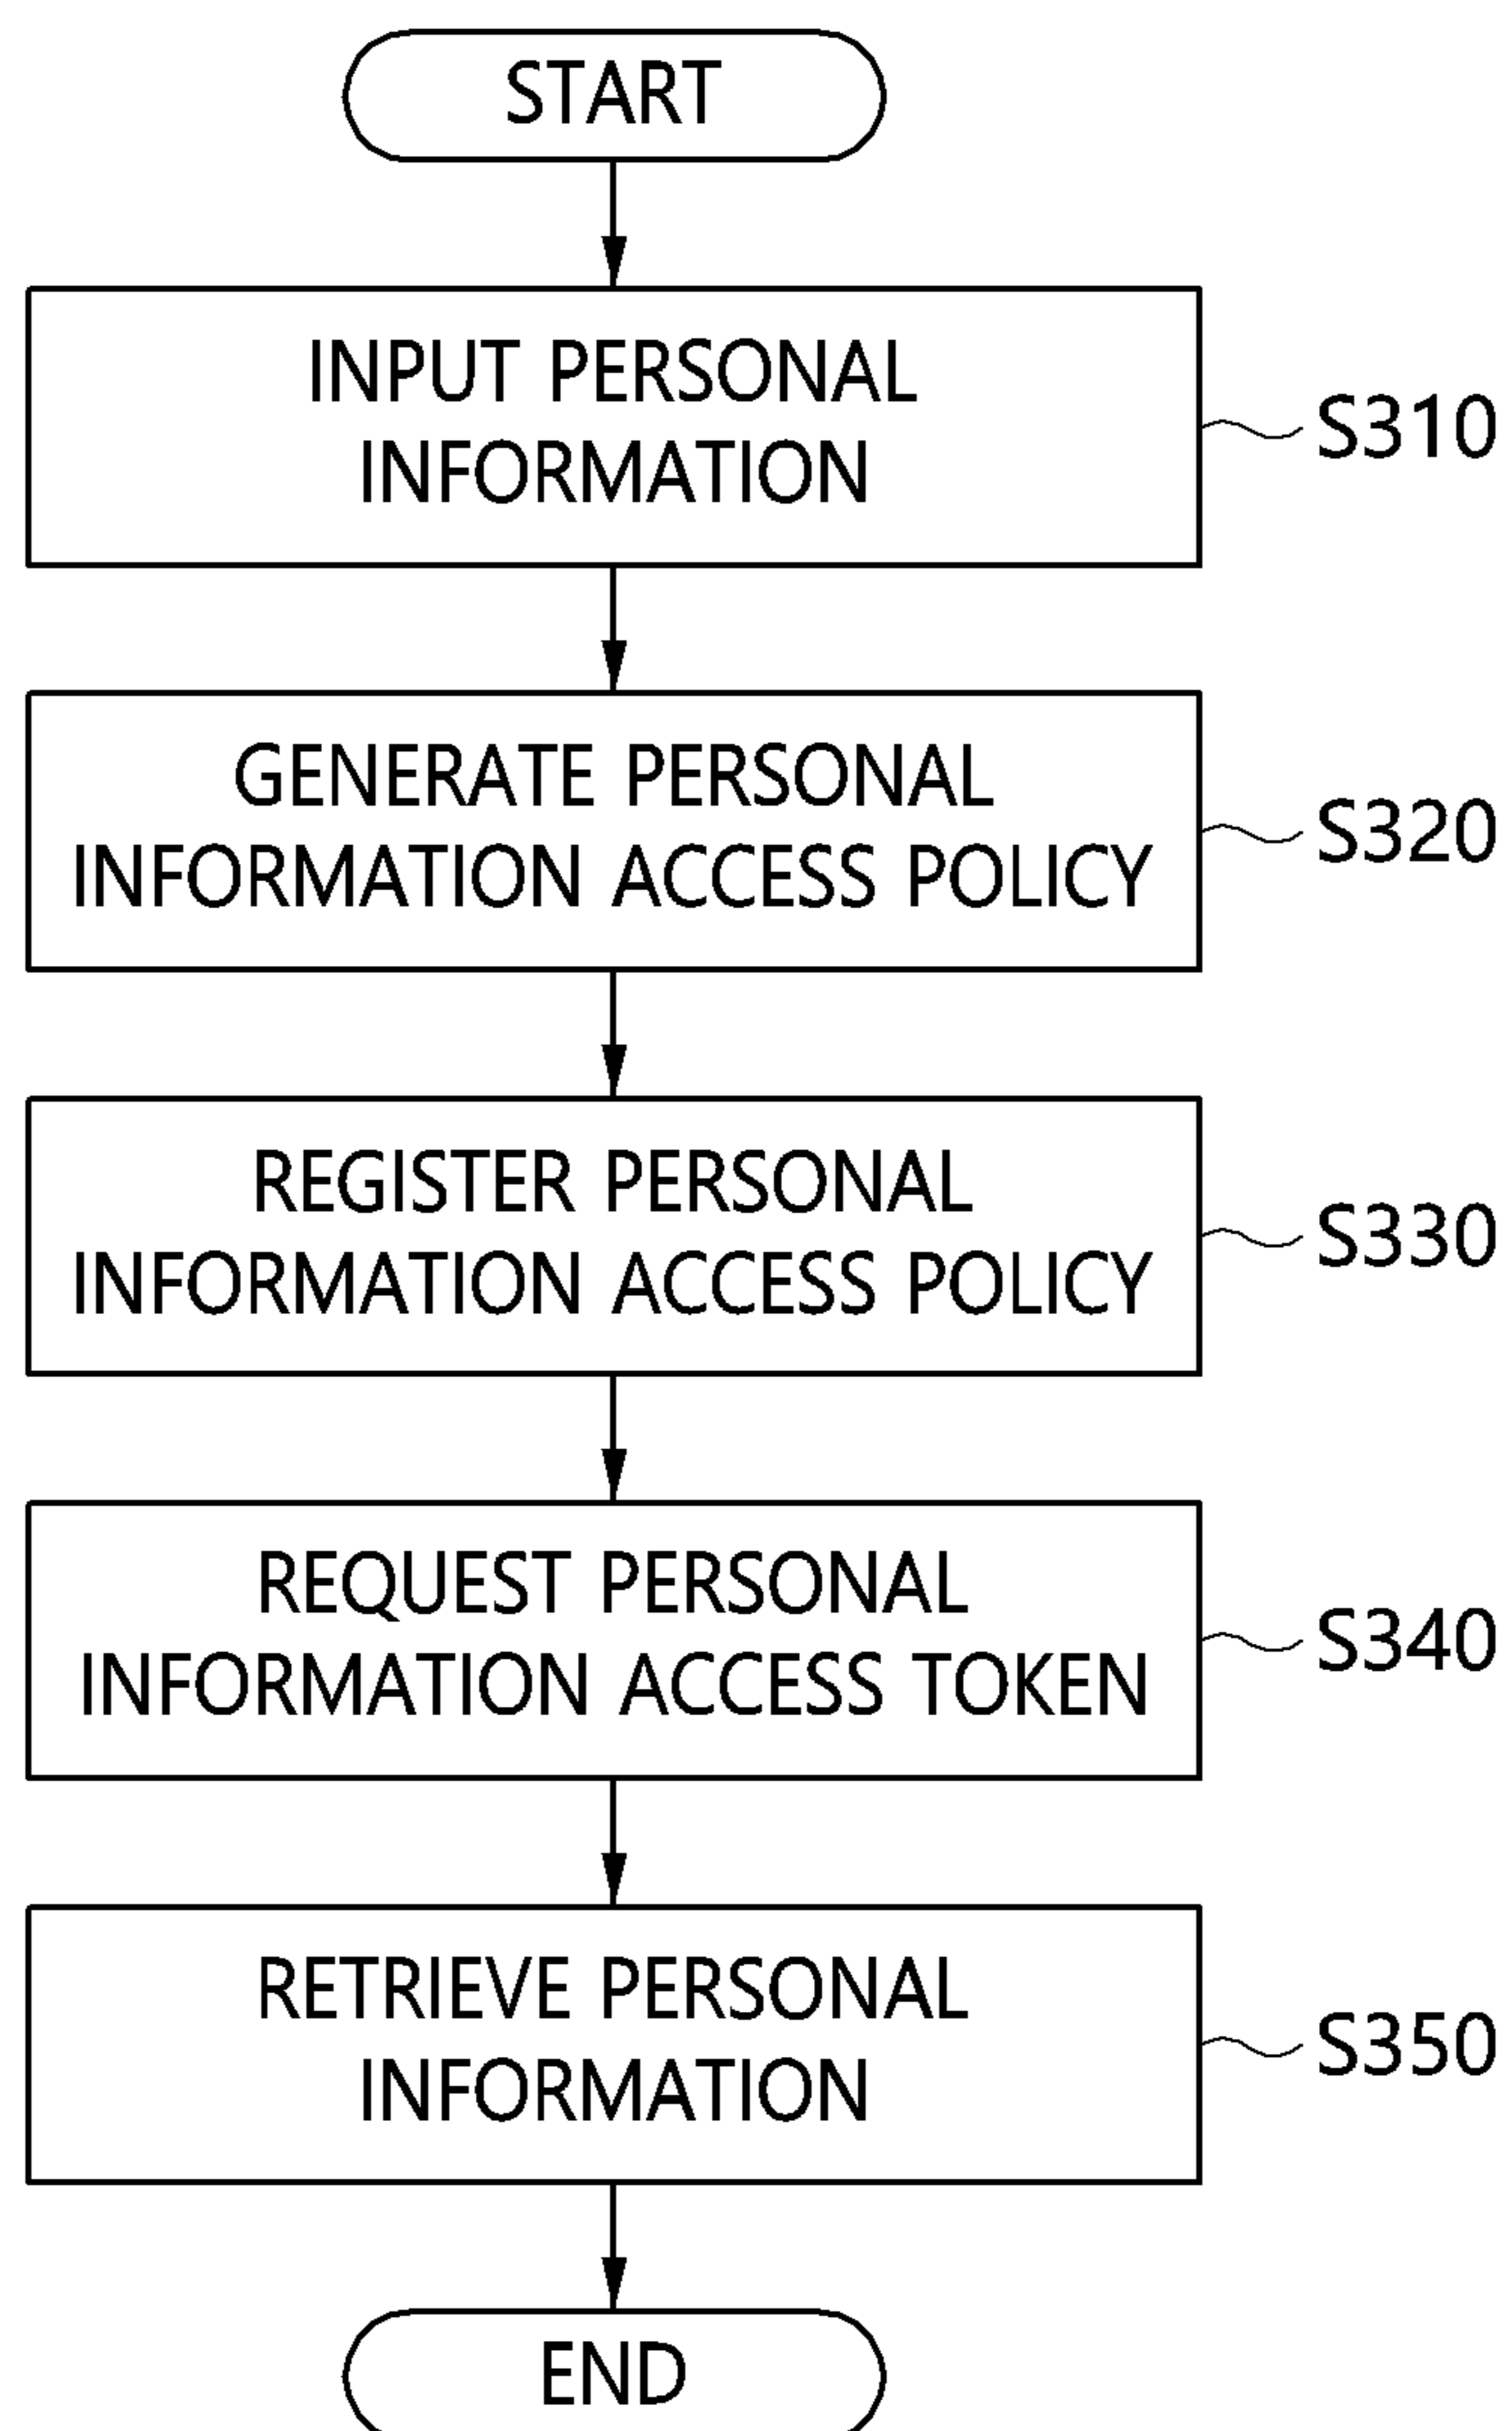 START
INPUT PERSONAL
INFORMATION
S310
GENERATE PERSONAL
INFORMATION ACCESS POLICY
S320
REGISTER PERSONAL
INFORMATION ACCESS POLICY
S330
REQUEST PERSONAL
INFORMATION ACCESS TOKEN
S340
RETRIEVE PERSONAL
INFORMATION
S350
END